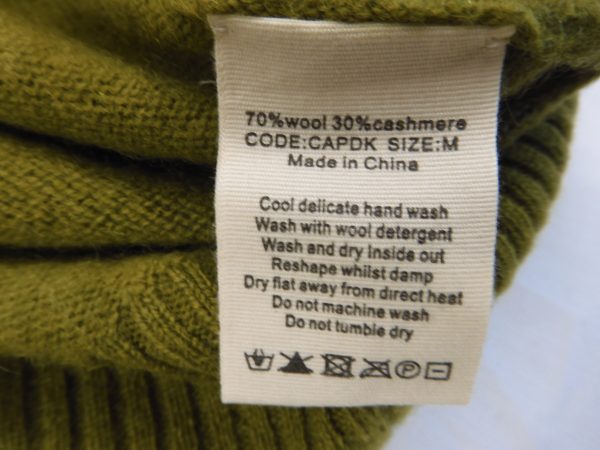 70%wool 30%cashmere
CODE:CAPDK SIZE:M
Made in China
Cool delicate hand wash
Wash with wool detergent
Wash and dry Inside out
Reshape whilst damp
Dry flat away from direct heat
Do not machine wash
Do not tumble dry
P